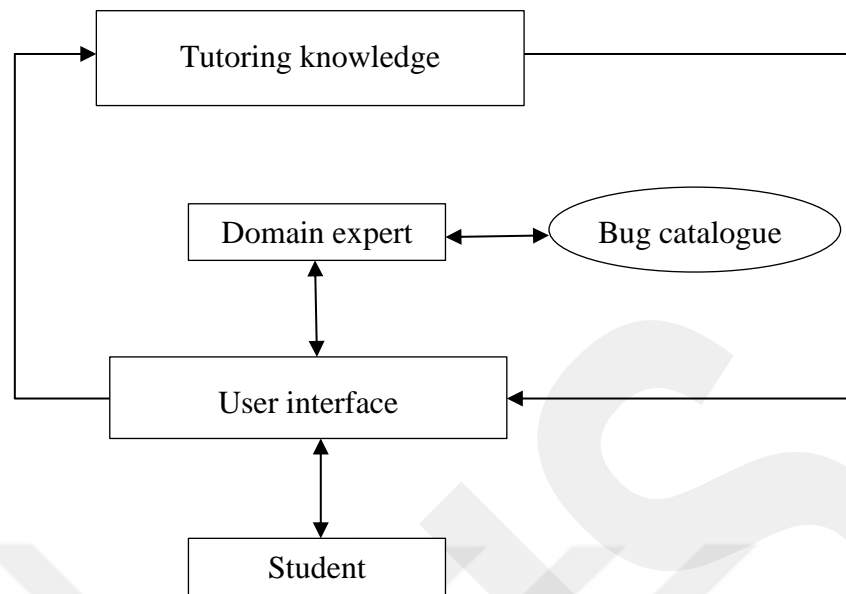 Tutoring knowledge
Domain expert
Bug catalogue
User interface
Student